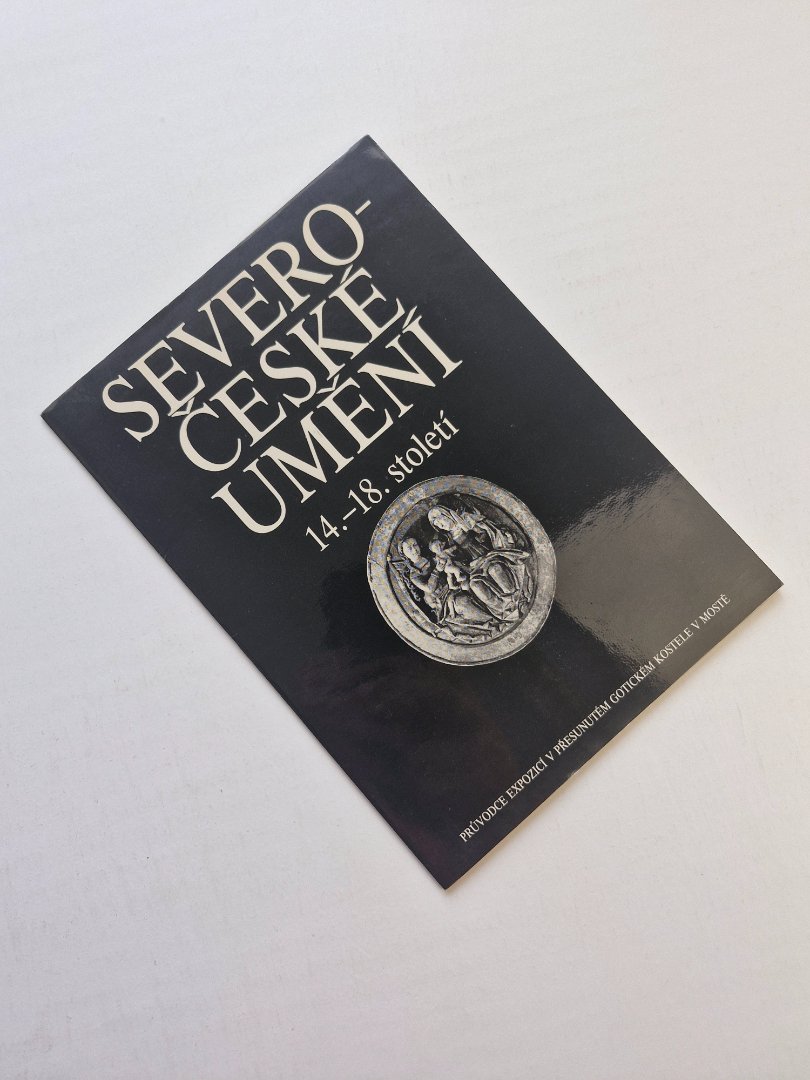 SEVERO-
ČESKÉ
UMĚNÍ
14.–18. století
PRŮVODCE EXPOZICÍ V PŘESUNUTÉM GOTICKÉM KOSTELE V MOSTĚ